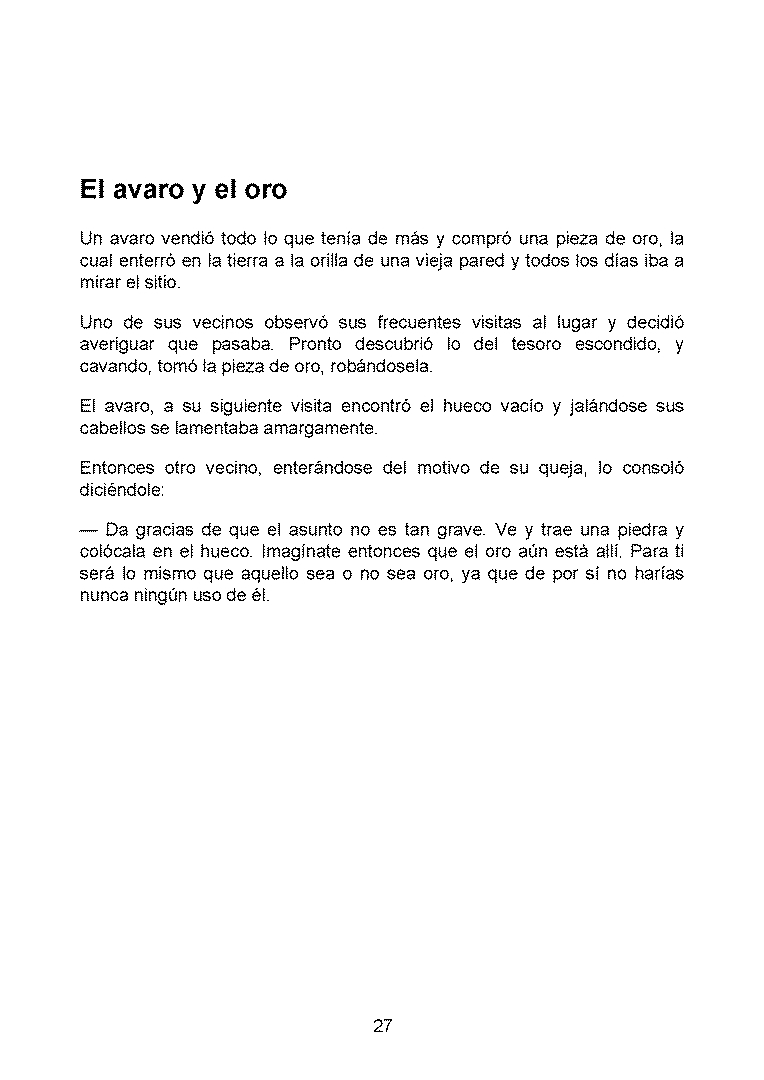 El avaro y el oro
Un avaro vendió todo lo que tenía de más y compró una pieza de oro, la
cual enterró en la tierra a la orilla de una vieja pared y todos los días iba a
mirar el sitio.
Uno de sus vecinos observó sus frecuentes visitas al lugar y decidió
averiguar que pasaba. Pronto descubrió lo del tesoro escondido, y
cavando, tomó la pieza de oro, robándosela.
El avaro, a su siguiente visita encontró el hueco vacío y jalándose sus
cabellos se lamentaba amargamente.
Entonces otro vecino, enterándose del motivo de su queja, lo consoló
diciéndole:
— Da gracias de que el asunto no es tan grave. Ve y trae una piedra y
colócala en el hueco. Imagínate entonces que el oro aún está allí. Para ti
será lo mismo que aquello sea o no sea oro, ya que de por sí no harías
nunca ningún uso de él.
27